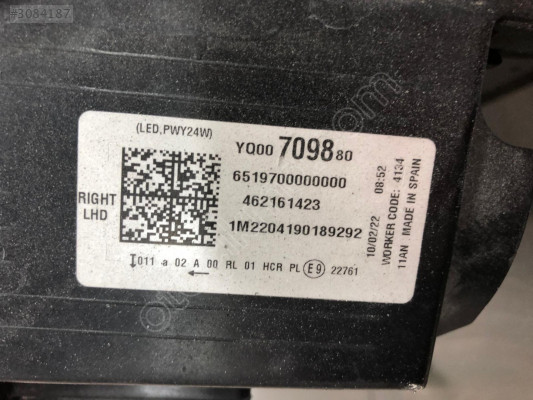 #3084187
(LED,PWY24W)
YQ00 7098 80
6519700000000
462161423
1M2204190189292
RIGHT
LHD
I011 a 02 A 00 RL 01 HCR PL E9 22761
←
10/02/22 08:52
WORKER CODE: 4134
11AN MADE IN SPAIN